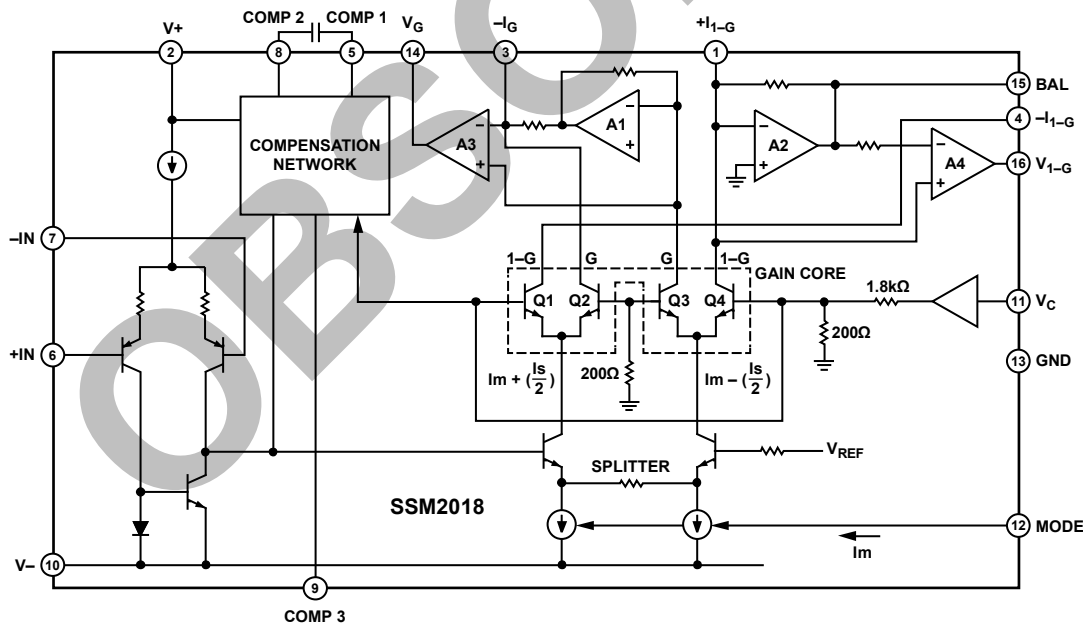 COMP 2
COMP 1
V+
VG
–IG
+I1–G
2
8
5
14
3
1
15
BAL
4
–I1–G
16
V1–G
COMPENSATION
NETWORK
A3
A1
A2
A4
–
+
–
+
–
+
–
+
–IN
7
1–G
G
G
1–G
GAIN CORE
Q1
Q2
Q3
Q4
1.8kΩ
11
VC
+IN
6
200Ω
200Ω
13
GND
Im + (Is/2)
Im – (Is/2)
VREF
SPLITTER
SSM2018
12
MODE
Im
V–
10
9
COMP 3
OBSO